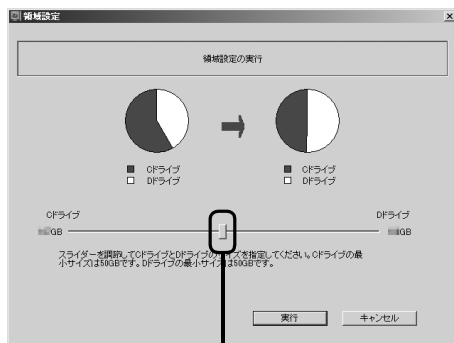 領域設定
領域設定の実行
Cドライブ
Dドライブ
Cドライブ
Dドライブ
Cドライブ
Dドライブ
GB
GB
スライダーを調節してCドライブとDドライブのサイズを指定してください。Cドライブの最
小サイズは50GBです。Dドライブの最小サイズは50GBです。
実行
キャンセル